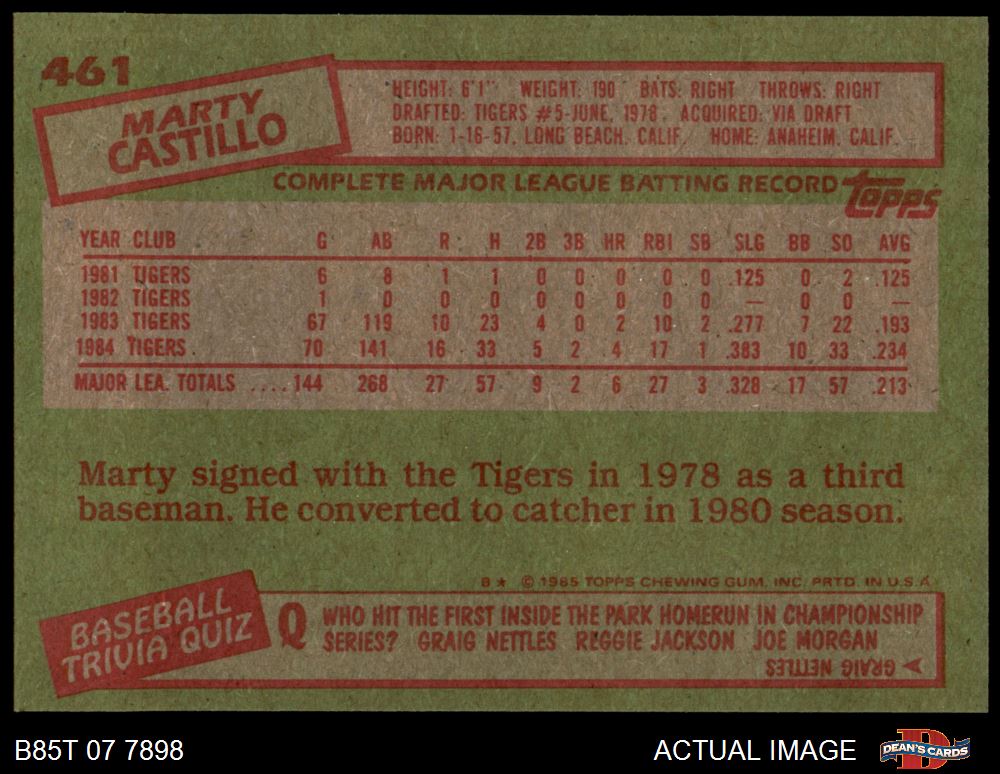 461
MARTY
CASTILLO
HEIGHT: 6'1" WEIGHT: 190 BATS: RIGHT THROWS: RIGHT
DRAFTED: TIGERS #5-JUNE, 1978. ACQUIRED: VIA DRAFT
BORN: 1-16-57, LONG BEACH, CALIF. HOME: ANAHEIM, CALIF.
COMPLETE MAJOR LEAGUE BATTING RECORD TOPPS
YEAR CLUB G AB R H 2B 3B HR RBI SB SLG BB SO AVG
1981 TIGERS 6 8 1 1 0 0 0 0 0 .125 0 2 .125
1982 TIGERS 1 0 0 0 0 0 0 0 0 — 0 0 —
1983 TIGERS 67 119 10 23 4 0 2 10 2 .277 7 22 .193
1984 TIGERS 70 141 16 33 5 2 4 17 1 .383 10 33 .234
MAJOR LEA. TOTALS ....144 268 27 57 9 2 6 27 3 .328 17 57 .213
Marty signed with the Tigers in 1978 as a third
baseman. He converted to catcher in 1980 season.
B★ © 1985 TOPPS CHEWING GUM, INC. PRTD. IN U.S.A.
BASEBALL
TRIVIA QUIZ
Q WHO HIT THE FIRST INSIDE THE PARK HOMERUN IN CHAMPIONSHIP
SERIES? GRAIG NETTLES REGGIE JACKSON JOE MORGAN
GRAIG NETTLES
B85T 07 7898
ACTUAL IMAGE
DEAN'S CARDS